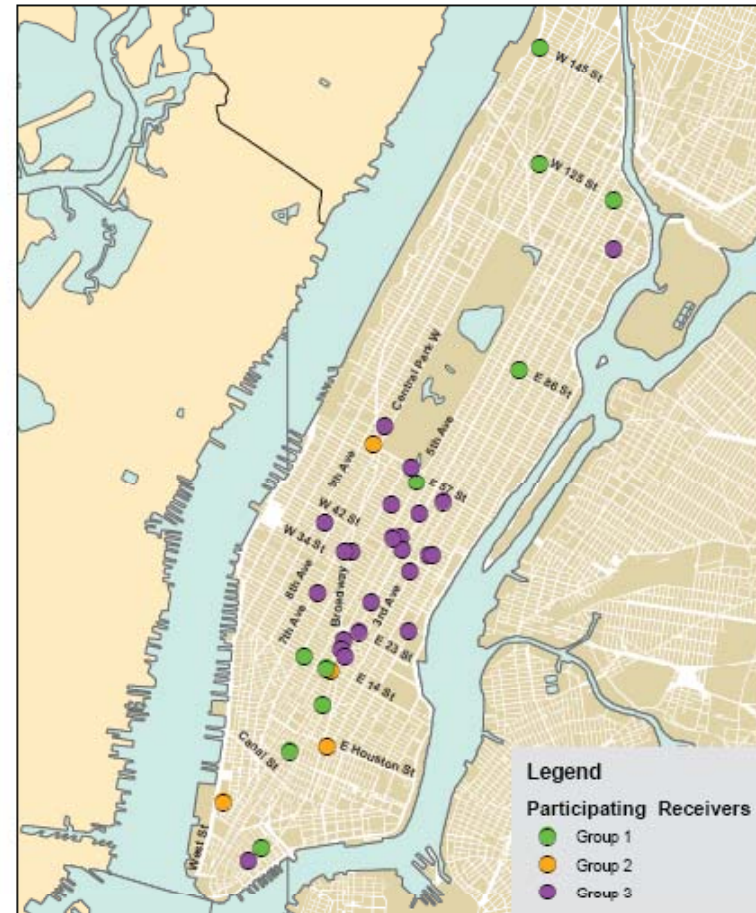 W 145 St
W 125 St
E 86 St
Central Park W
5th Ave
9th Ave
E 57 St
W 42 St
W 34 St
8th Ave
Broadway
3rd Ave
7th Ave
E 23 St
E 14 St
Canal St
E Houston St
West St
Legend
Participating Receivers
Group 1
Group 2
Group 3